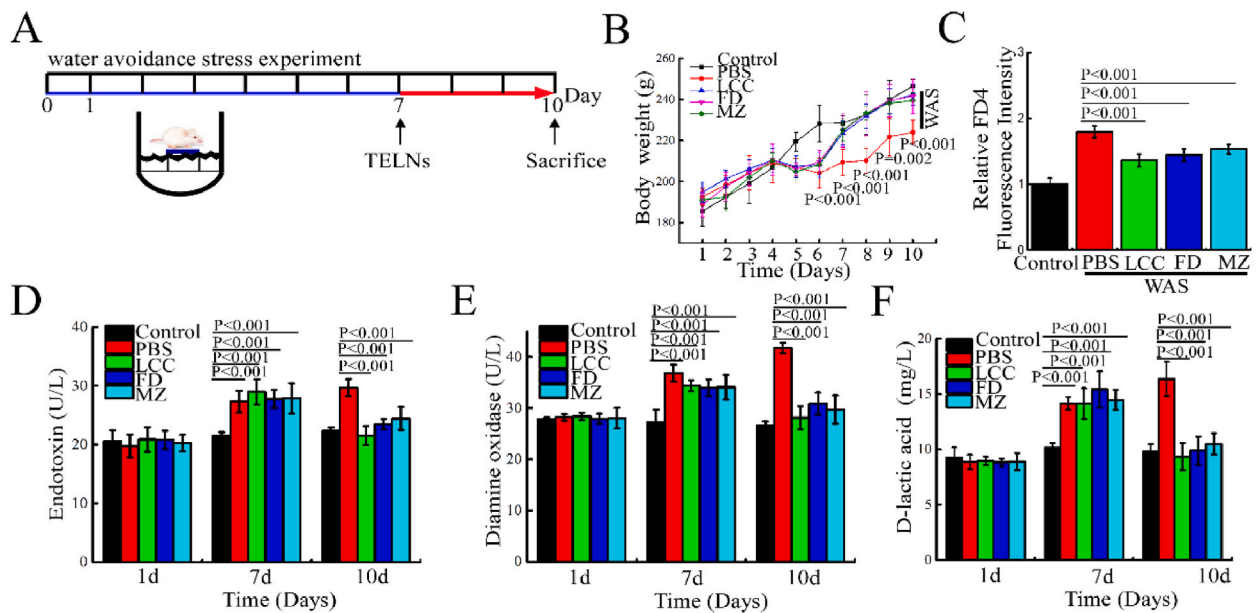 A
water avoidance stress experiment
0 1 7 10 Day
TELNs
Sacrifice
B
Control
PBS
LCC
FD
MZ
WAS
P<0.001
P=0.002
P<0.001
P<0.001
P<0.001
Body weight (g)
260
240
220
200
180
1 2 3 4 5 6 7 8 9 10
Time (Days)
C
P<0.001
P<0.001
P<0.001
Relative FD4
Fluorescence Intensity
3
2
1
0
Control PBS LCC FD MZ
WAS
D
Control
PBS
LCC
FD
MZ
P<0.001
P<0.001
P<0.001
P<0.001
P<0.001
P<0.001
P<0.001
Endotoxin (U/L)
40
30
20
10
0
1d 7d 10d
Time (Days)
E
Control
PBS
LCC
FD
MZ
P<0.001
P<0.001
P<0.001
P<0.001
P<0.001
P<0.001
P<0.001
Diamine oxidase (U/L)
40
30
20
10
0
1d 7d 10d
Time (Days)
F
Control
PBS
LCC
FD
MZ
P<0.001
P<0.001
P<0.001
P<0.001
P<0.001
P<0.001
P<0.001
D-lactic acid (mg/L)
20
15
10
5
0
1d 7d 10d
Time (Days)